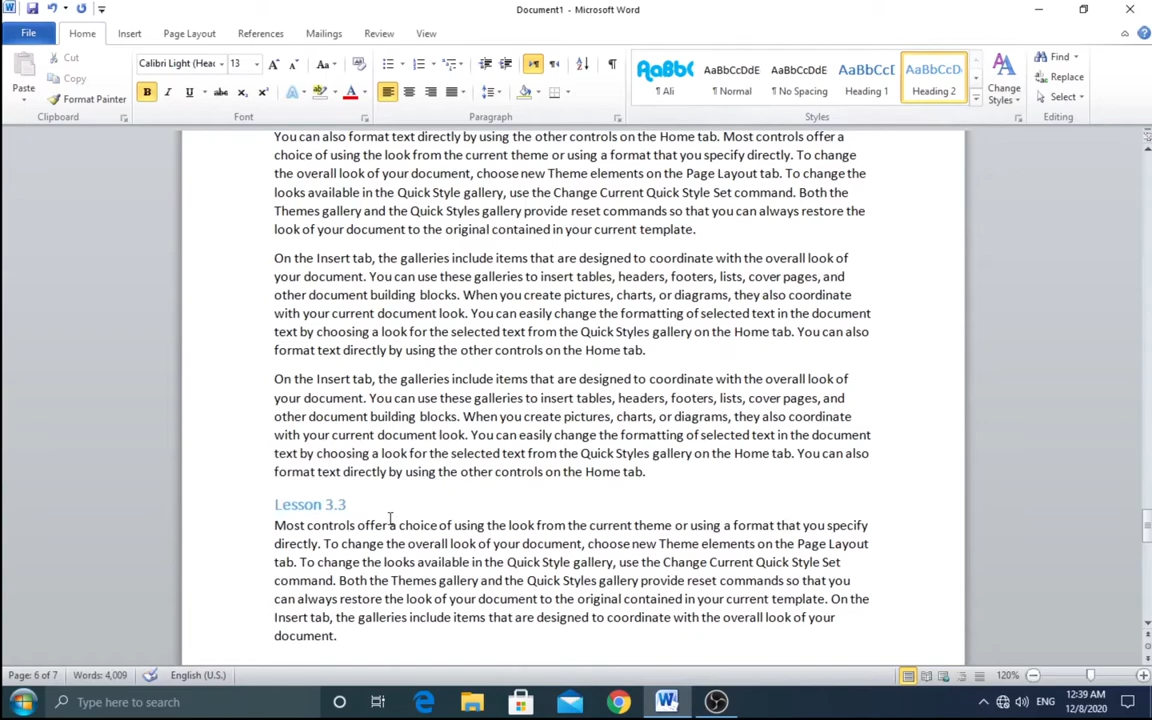 Document1 - Microsoft Word
File Home Insert Page Layout References Mailings Review View
Paste
Cut
Copy
Format Painter
Clipboard
Calibri Light (Hea 13
Font
Paragraph
AaBbC AaBbCcDdE AaBbCcDdE AaBbCcI AaBbCcD
¶ Ali ¶ Normal ¶ No Spacing Heading 1 Heading 2
Change
Styles
Styles
Find
Replace
Select
Editing
You can also format text directly by using the other controls on the Home tab. Most controls offer a
choice of using the look from the current theme or using a format that you specify directly. To change
the overall look of your document, choose new Theme elements on the Page Layout tab. To change the
looks available in the Quick Style gallery, use the Change Current Quick Style Set command. Both the
Themes gallery and the Quick Styles gallery provide reset commands so that you can always restore the
look of your document to the original contained in your current template.
On the Insert tab, the galleries include items that are designed to coordinate with the overall look of
your document. You can use these galleries to insert tables, headers, footers, lists, cover pages, and
other document building blocks. When you create pictures, charts, or diagrams, they also coordinate
with your current document look. You can easily change the formatting of selected text in the document
text by choosing a look for the selected text from the Quick Styles gallery on the Home tab. You can also
format text directly by using the other controls on the Home tab.
On the Insert tab, the galleries include items that are designed to coordinate with the overall look of
your document. You can use these galleries to insert tables, headers, footers, lists, cover pages, and
other document building blocks. When you create pictures, charts, or diagrams, they also coordinate
with your current document look. You can easily change the formatting of selected text in the document
text by choosing a look for the selected text from the Quick Styles gallery on the Home tab. You can also
format text directly by using the other controls on the Home tab.
Lesson 3.3
Most controls offer a choice of using the look from the current theme or using a format that you specify
directly. To change the overall look of your document, choose new Theme elements on the Page Layout
tab. To change the looks available in the Quick Style gallery, use the Change Current Quick Style Set
command. Both the Themes gallery and the Quick Styles gallery provide reset commands so that you
can always restore the look of your document to the original contained in your current template. On the
Insert tab, the galleries include items that are designed to coordinate with the overall look of your
document.
Page: 6 of 7 Words: 4,009 English (U.S.) 120%
Type here to search
ENG
12:39 AM
12/8/2020